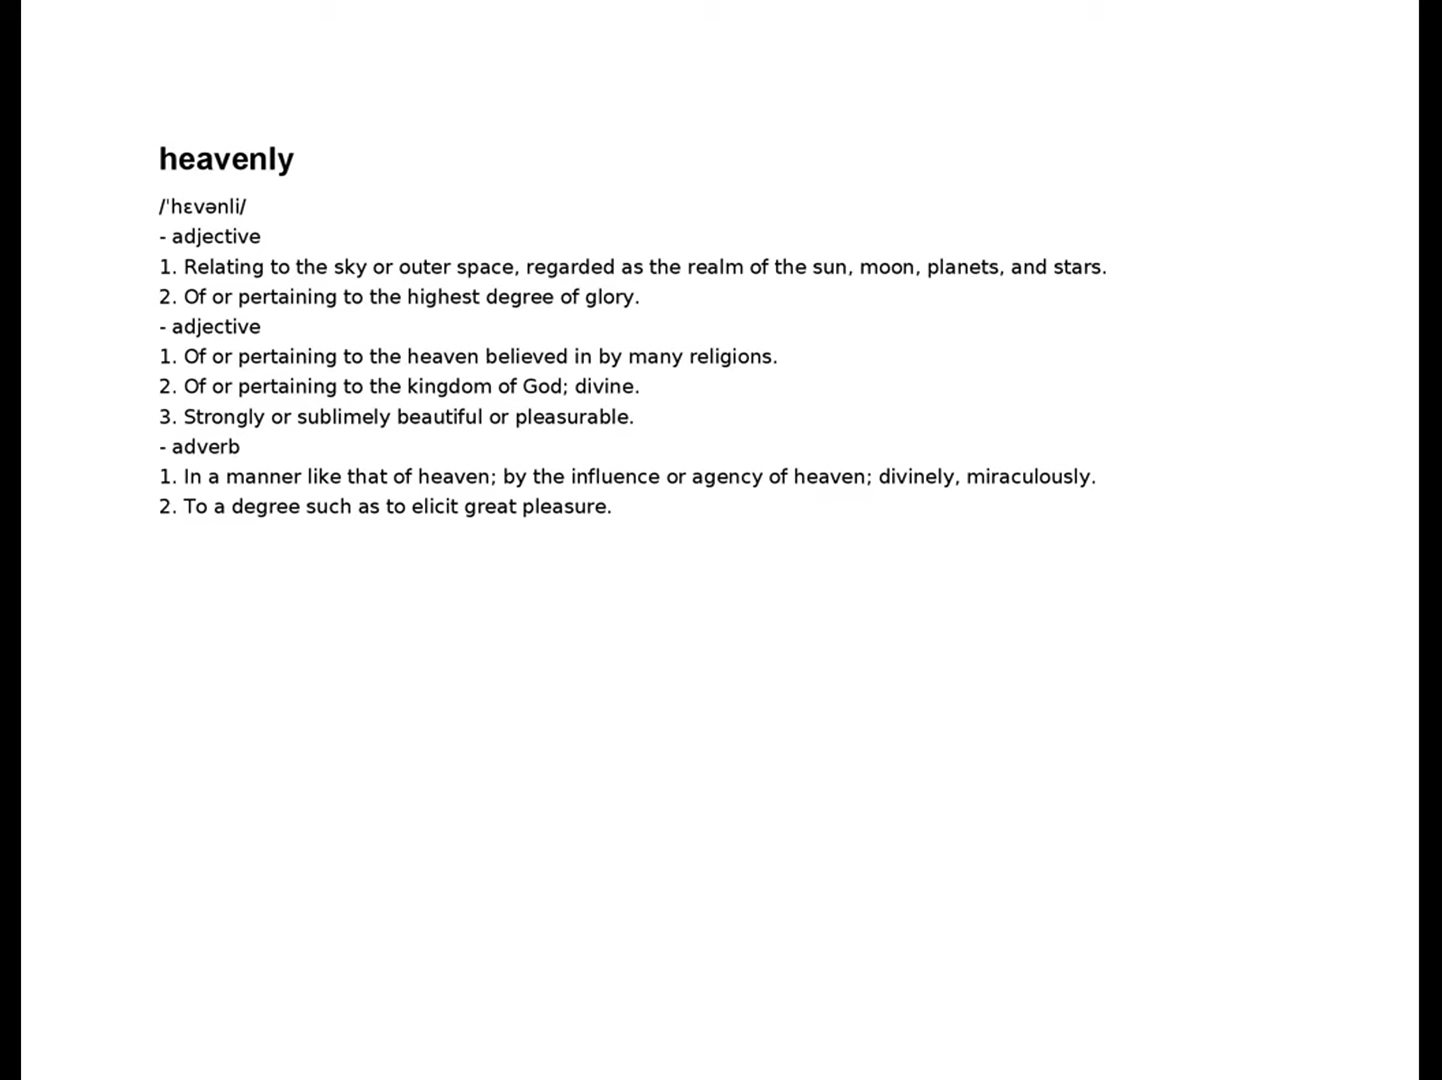 heavenly
/ˈhɛvənli/
- adjective
1. Relating to the sky or outer space, regarded as the realm of the sun, moon, planets, and stars.
2. Of or pertaining to the highest degree of glory.
- adjective
1. Of or pertaining to the heaven believed in by many religions.
2. Of or pertaining to the kingdom of God; divine.
3. Strongly or sublimely beautiful or pleasurable.
- adverb
1. In a manner like that of heaven; by the influence or agency of heaven; divinely, miraculously.
2. To a degree such as to elicit great pleasure.